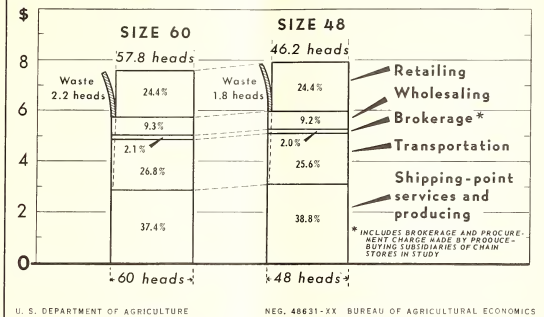 $
SIZE 60
SIZE 48
57.8 heads
46.2 heads
8
6
4
2
0
Waste
2.2 heads
Waste
1.8 heads
24.4%
9.3%
2.1%
26.8%
37.4%
24.4%
9.2%
2.0%
25.6%
38.8%
Retailing
Wholesaling
Brokerage*
Transportation
Shipping-point
services and
producing
* INCLUDES BROKERAGE AND PROCURE-
MENT CHARGE MADE BY PRODUCE-
BUYING SUBSIDIARIES OF CHAIN
STORES IN STUDY
60 heads
48 heads
U. S. DEPARTMENT OF AGRICULTURE
NEG. 48631-XX BUREAU OF AGRICULTURAL ECONOMICS